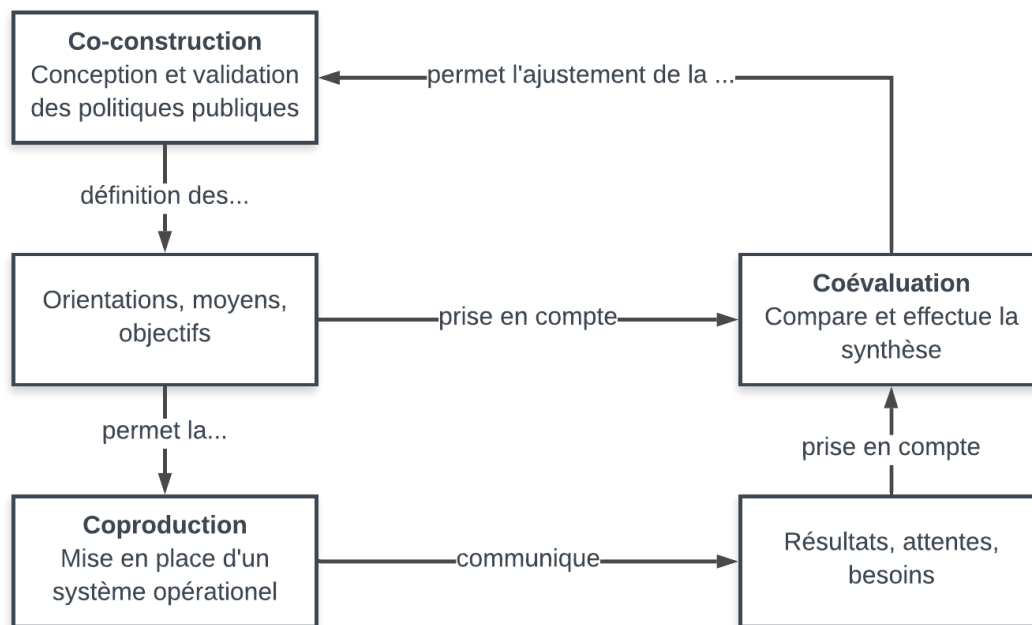 Co-construction
Conception et validation
des politiques publiques
permet l'ajustement de la ...
définition des...
Orientations, moyens,
objectifs
prise en compte
Coévaluation
Compare et effectue la
synthèse
permet la...
prise en compte
Coproduction
Mise en place d'un
système opérationel
communique
Résultats, attentes,
besoins